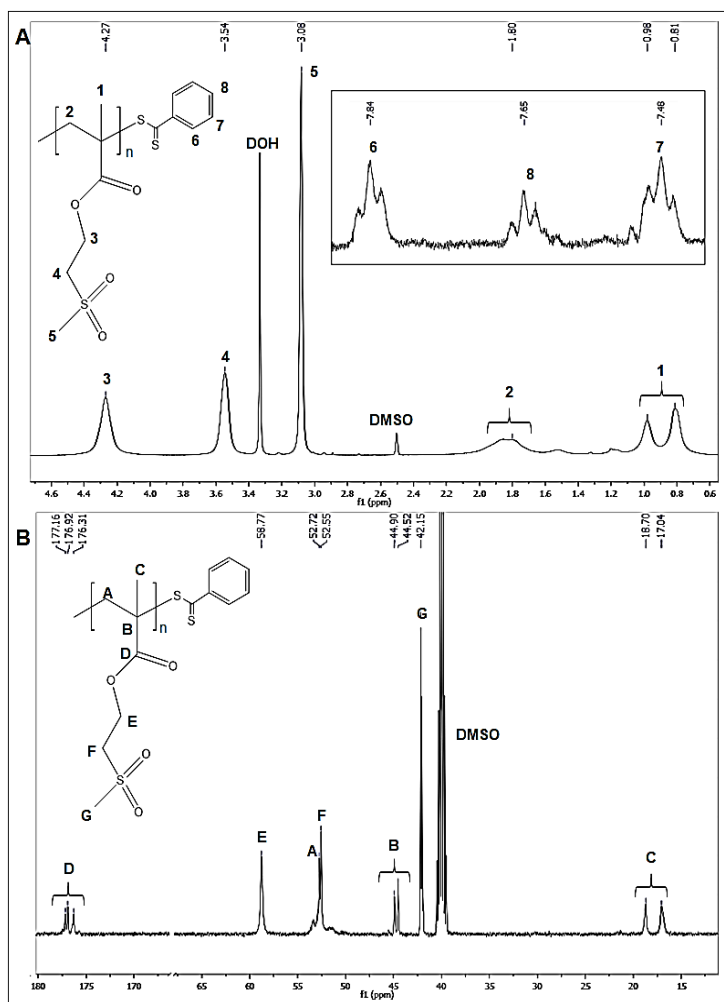 A
4.27
3.54
3.08
1.80
0.98
0.81
1
2
n
S
S
8
7
6
O
O
3
4
S
O
O
5
5
DOH
7.84
7.65
7.48
6
8
7
3
4
DMSO
2
1
4.6 4.4 4.2 4.0 3.8 3.6 3.4 3.2 3.0 2.8 2.6 2.4 2.2 2.0 1.8 1.6 1.4 1.2 1.0 0.8 0.6
f1 (ppm)
B
177.16
176.92
176.31
58.77
52.72
52.55
44.90
44.52
42.15
18.70
17.04
C
A
B
n
S
S
D
O
O
E
F
S
O
O
G
G
DMSO
D
E
A
F
B
C
180 175 170 65 60 55 50 45 40 35 30 25 20 15
f1 (ppm)